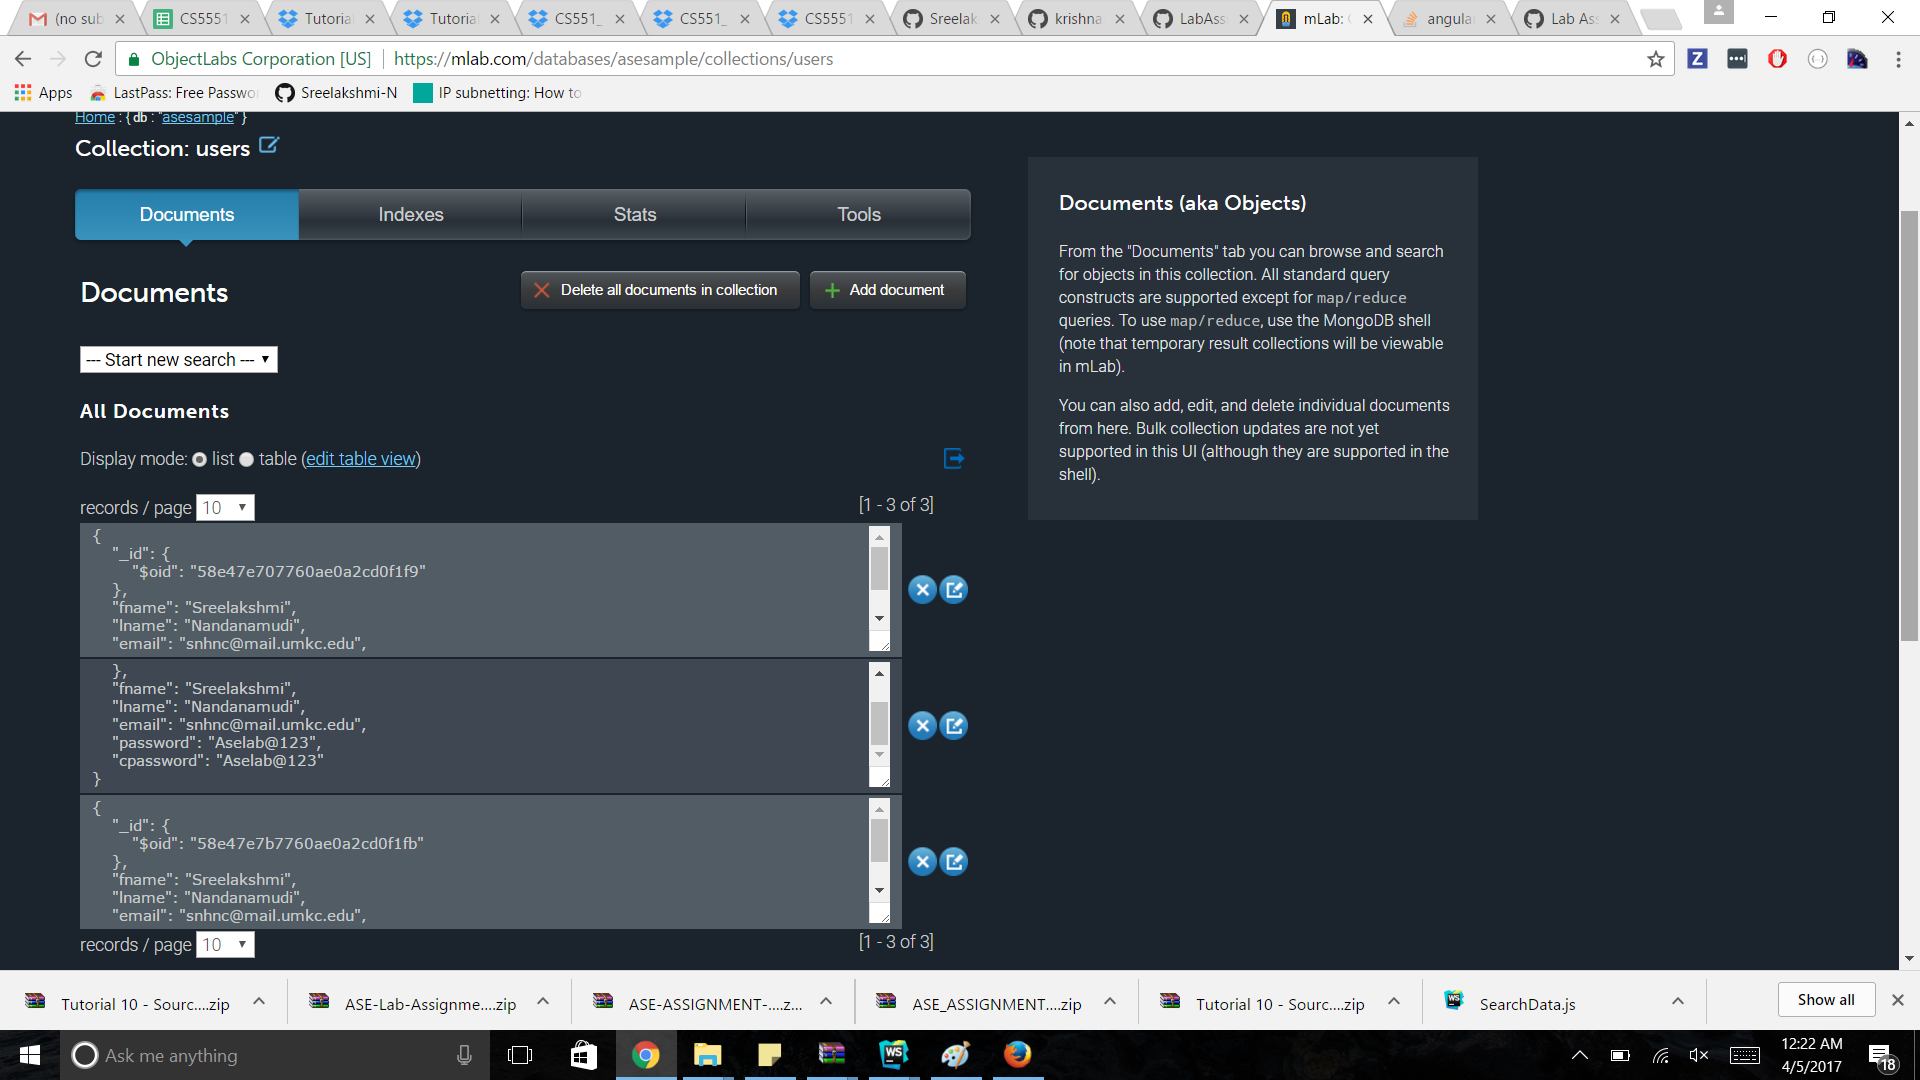 (no sub
CS5551
Tutorial
Tutorial
CS551_
CS551_
CS5551
Sreelak
krishna
LabAss
mLab:
angular
Lab Ass
ObjectLabs Corporation [US] | https://mlab.com/databases/asesample/collections/users
Apps
LastPass: Free Passwo
Sreelakshmi-N
IP subnetting: How to
Home : { db : "asesample" }
Collection: users
Documents
Indexes
Stats
Tools
Documents
Delete all documents in collection
Add document
--- Start new search ---
All Documents
Display mode: list table (edit table view)
records / page 10
[1 - 3 of 3]
{
"_id": {
"$oid": "58e47e707760ae0a2cd0f1f9"
},
"fname": "Sreelakshmi",
"lname": "Nandanamudi",
"email": "snhnc@mail.umkc.edu",
},
"fname": "Sreelakshmi",
"lname": "Nandanamudi",
"email": "snhnc@mail.umkc.edu",
"password": "Aselab@123",
"cpassword": "Aselab@123"
}
{
"_id": {
"$oid": "58e47e7b7760ae0a2cd0f1fb"
},
"fname": "Sreelakshmi",
"lname": "Nandanamudi",
"email": "snhnc@mail.umkc.edu",
records / page 10
[1 - 3 of 3]
Documents (aka Objects)
From the "Documents" tab you can browse and search
for objects in this collection. All standard query
constructs are supported except for map/reduce
queries. To use map/reduce, use the MongoDB shell
(note that temporary result collections will be viewable
in mLab).
You can also add, edit, and delete individual documents
from here. Bulk collection updates are not yet
supported in this UI (although they are supported in the
shell).
Tutorial 10 - Sourc....zip
ASE-Lab-Assignme....zip
ASE-ASSIGNMENT-....z...
ASE_ASSIGNMENT....zip
Tutorial 10 - Sourc....zip
SearchData.js
Show all
Ask me anything
12:22 AM
4/5/2017
18